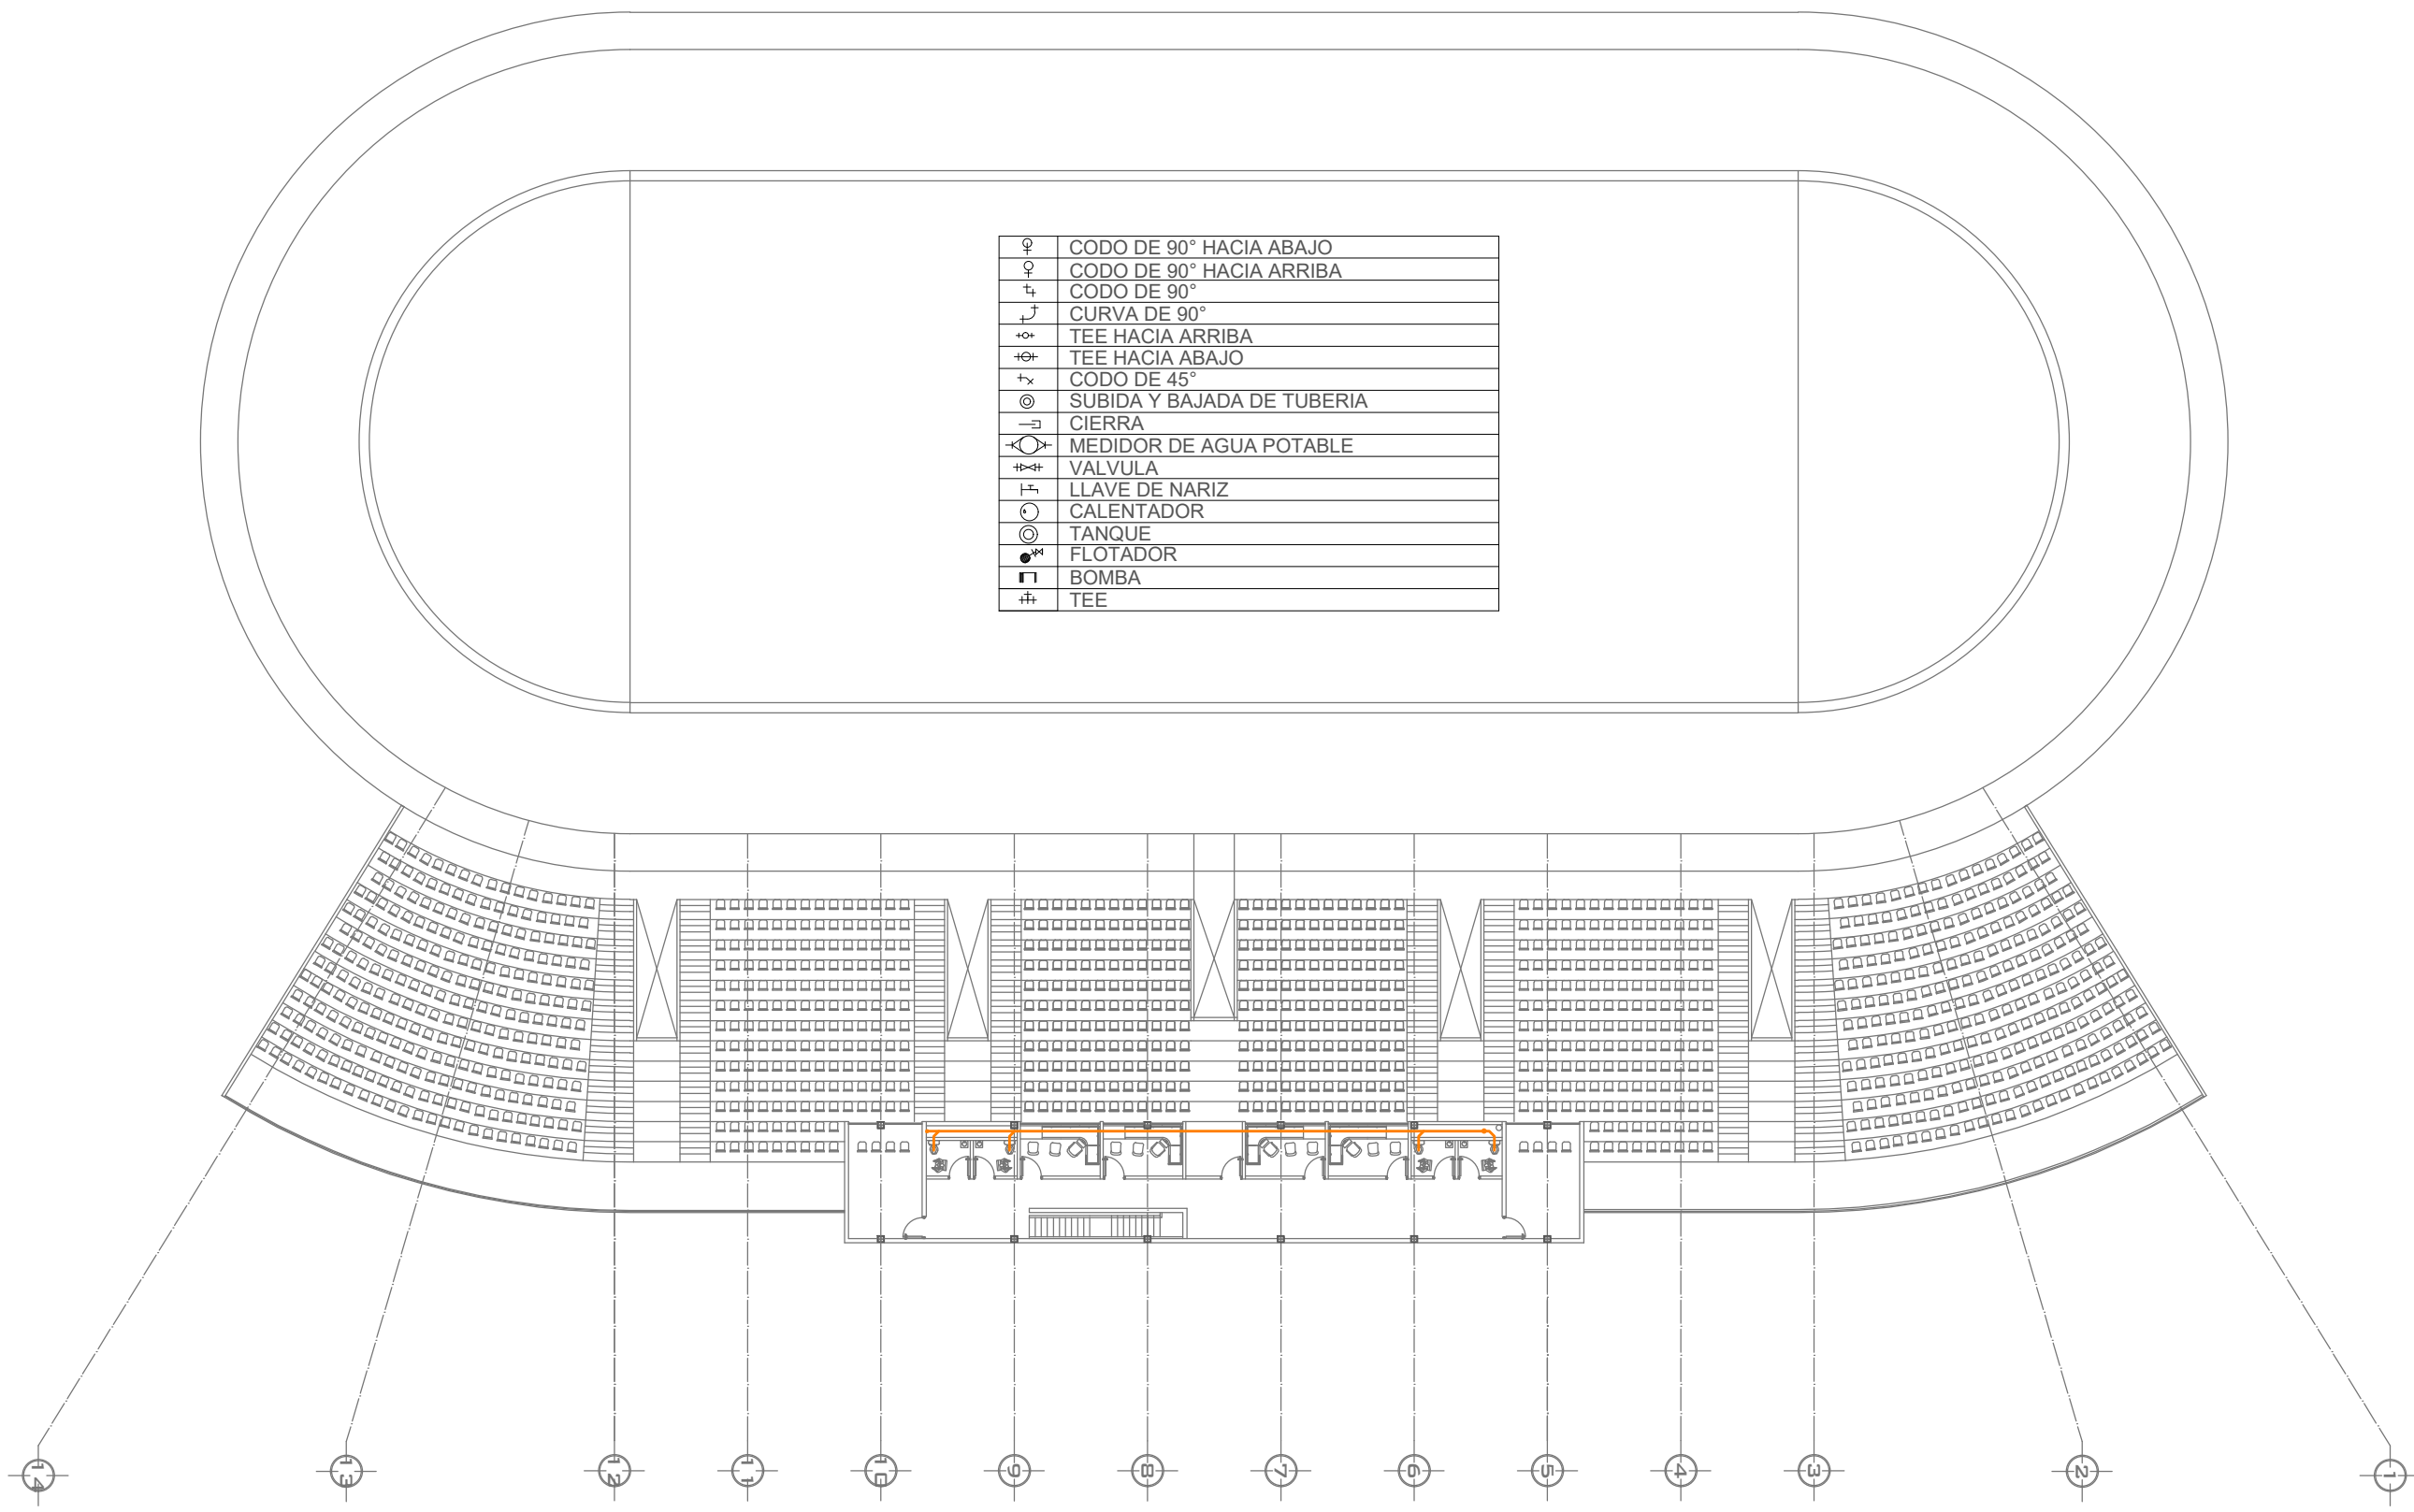 CODO DE 90° HACIA ABAJO
CODO DE 90° HACIA ARRIBA
CODO DE 90°
CURVA DE 90°
TEE HACIA ARRIBA
TEE HACIA ABAJO
CODO DE 45°
SUBIDA Y BAJADA DE TUBERIA
CIERRA
MEDIDOR DE AGUA POTABLE
VALVULA
LLAVE DE NARIZ
CALENTADOR
TANQUE
FLOTADOR
BOMBA
TEE
14 13 12 11 10 9 8 7 6 5 4 3 2 1